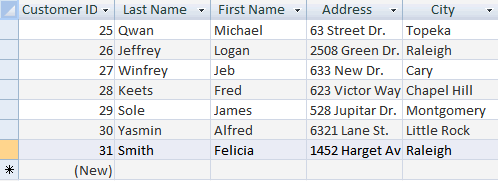 Customer ID Last Name First Name Address City
25 Qwan Michael 63 Street Dr. Topeka
26 Jeffrey Logan 2508 Green Dr. Raleigh
27 Winfrey Jeb 633 New Dr. Cary
28 Keets Fred 623 Victor Way Chapel Hill
29 Sole James 528 Jupitar Dr. Montgomery
30 Yasmin Alfred 6321 Lane St. Little Rock
31 Smith Felicia 1452 Harget Av Raleigh
(New)